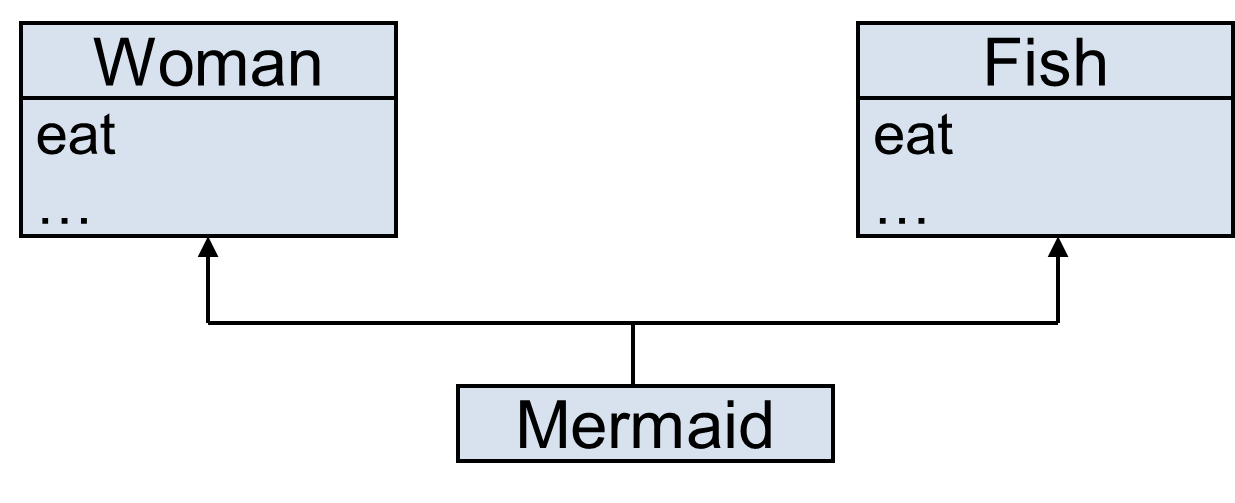 Woman
eat
…
Fish
eat
…
Mermaid